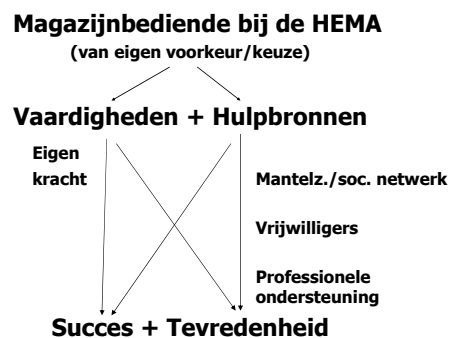 Magazijnbediende bij de HEMA
(van eigen voorkeur/keuze)
Vaardigheden + Hulpbronnen
Eigen
kracht
Mantelz./soc. netwerk
Vrijwilligers
Professionele
ondersteuning
Succes + Tevredenheid